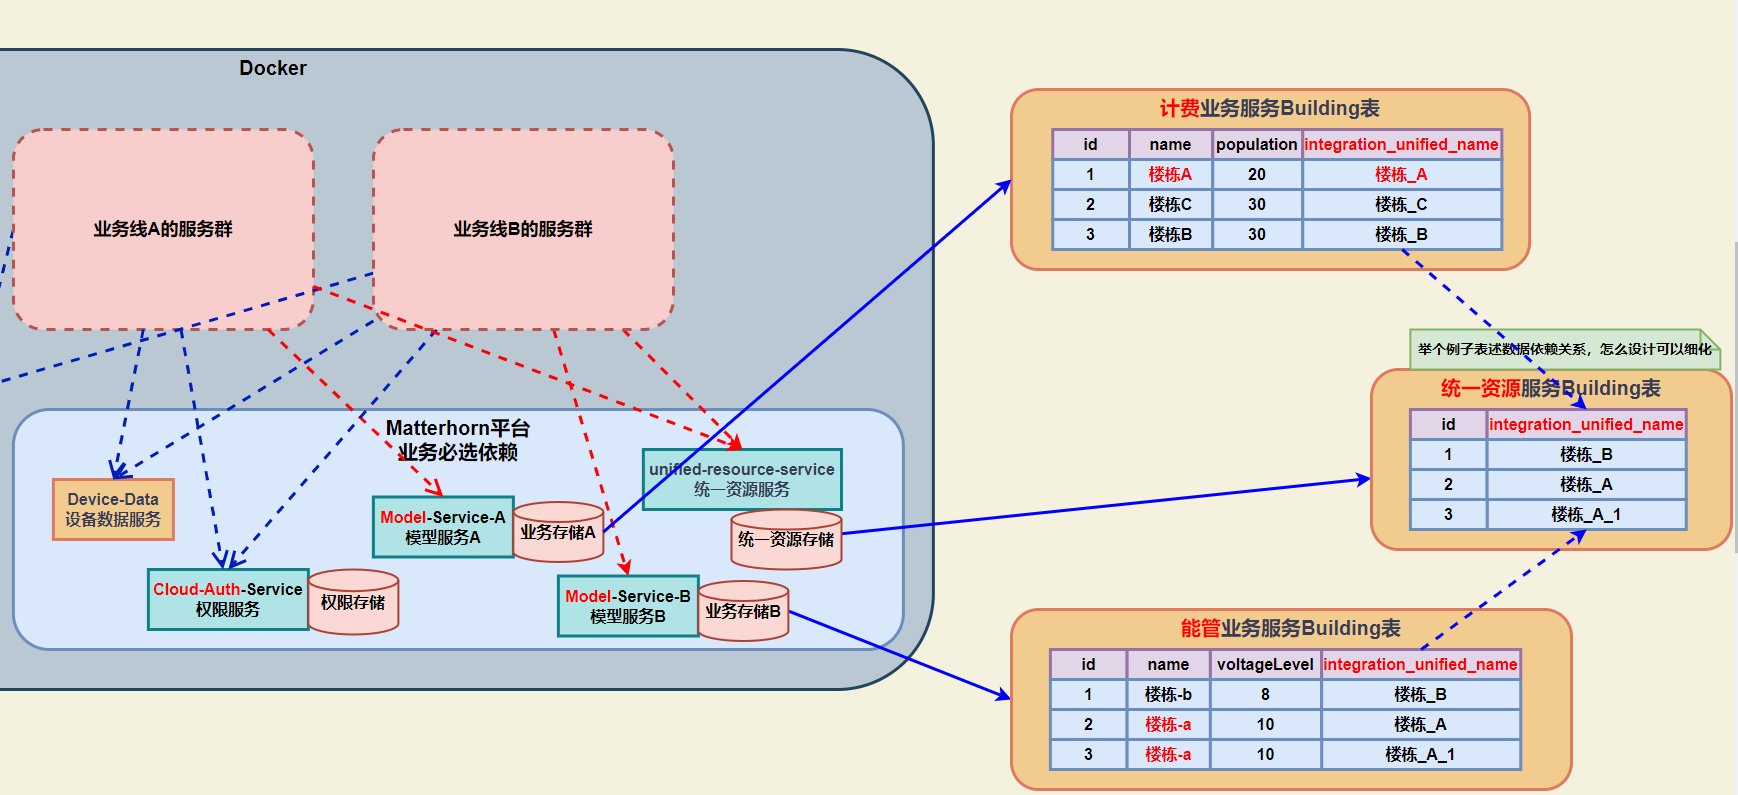 Docker
业务线A的服务群
业务线B的服务群
Matterhorn平台
业务必选依赖
Device-Data
设备数据服务
Cloud-Auth-Service
权限服务
权限存储
Model-Service-A
模型服务A
业务存储A
Model-Service-B
模型服务B
业务存储B
unified-resource-service
统一资源服务
统一资源存储
计费业务服务Building表
id name population integration_unified_name
1 楼栋A 20 楼栋_A
2 楼栋C 30 楼栋_C
3 楼栋B 30 楼栋_B
举个例子表述数据依赖关系，怎么设计可以细化
统一资源服务Building表
id integration_unified_name
1 楼栋_B
2 楼栋_A
3 楼栋_A_1
能管业务服务Building表
id name voltageLevel integration_unified_name
1 楼栋-b 8 楼栋_B
2 楼栋-a 10 楼栋_A
3 楼栋-a 10 楼栋_A_1